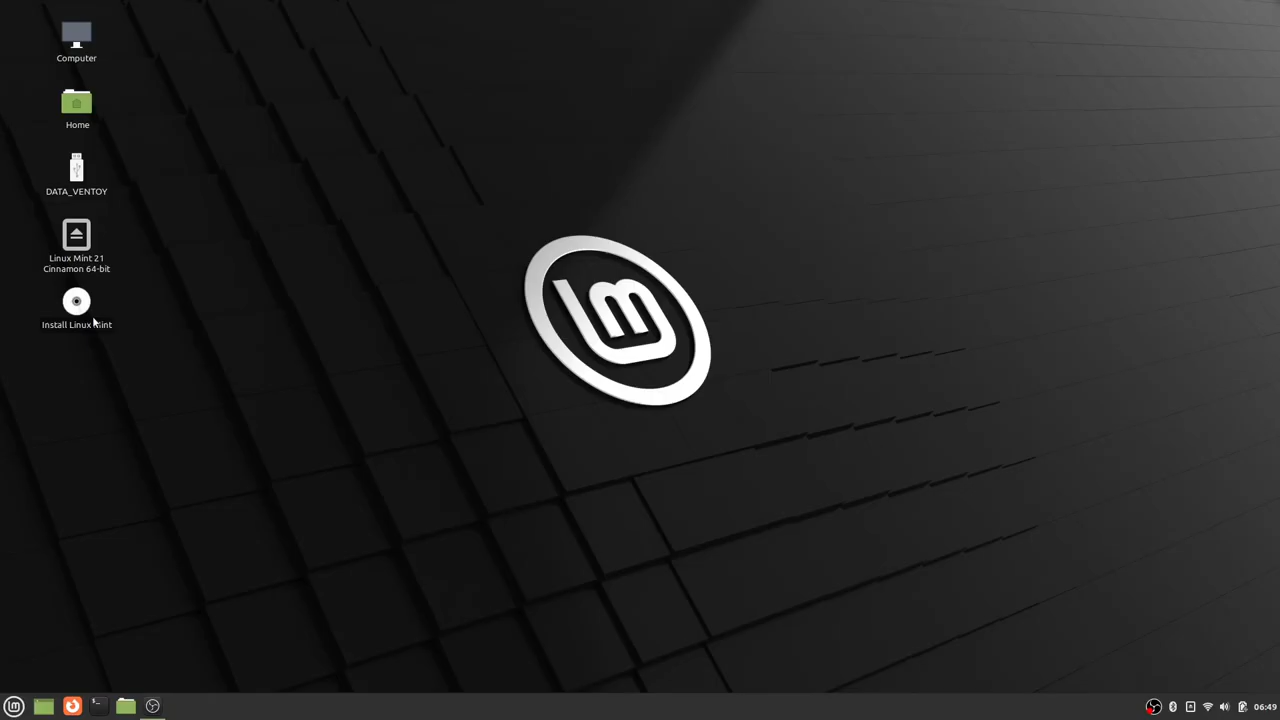 Computer
Home
DATA_VENTOY
Linux Mint 21
Cinnamon 64-bit
Install Linux Mint
06:49